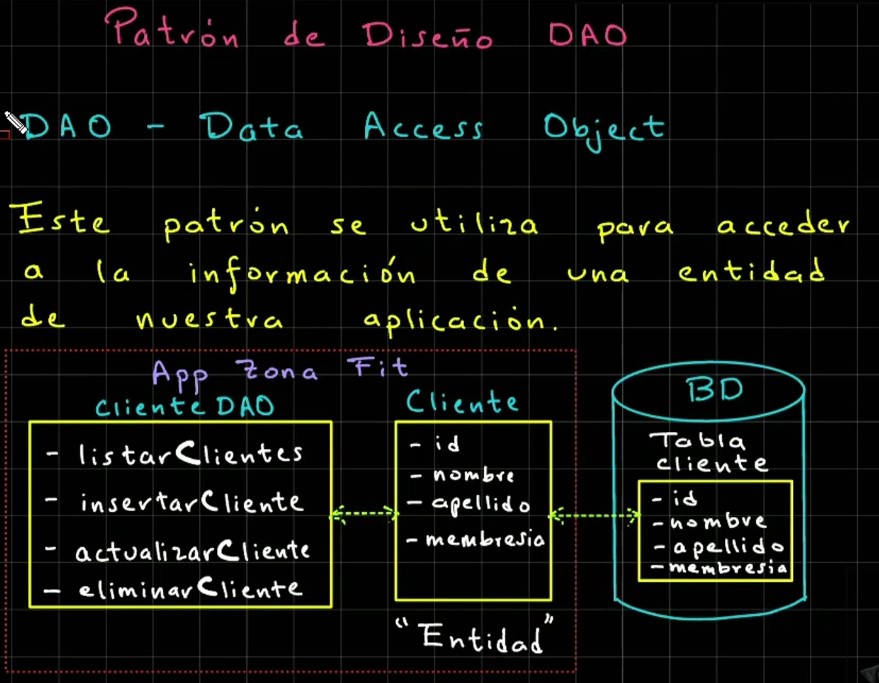 Patrón de Diseño DAO
DAO - Data Access Object
Este patrón se utiliza para acceder
a la información de una entidad
de nuestra aplicación.
App Zona Fit
Cliente DAO
- listarClientes
- insertarCliente
- actualizarCliente
- eliminarCliente
Cliente
- id
- nombre
- apellido
- membresia
"Entidad"
BD
Tabla
cliente
- id
- nombre
- apellido
- membresia